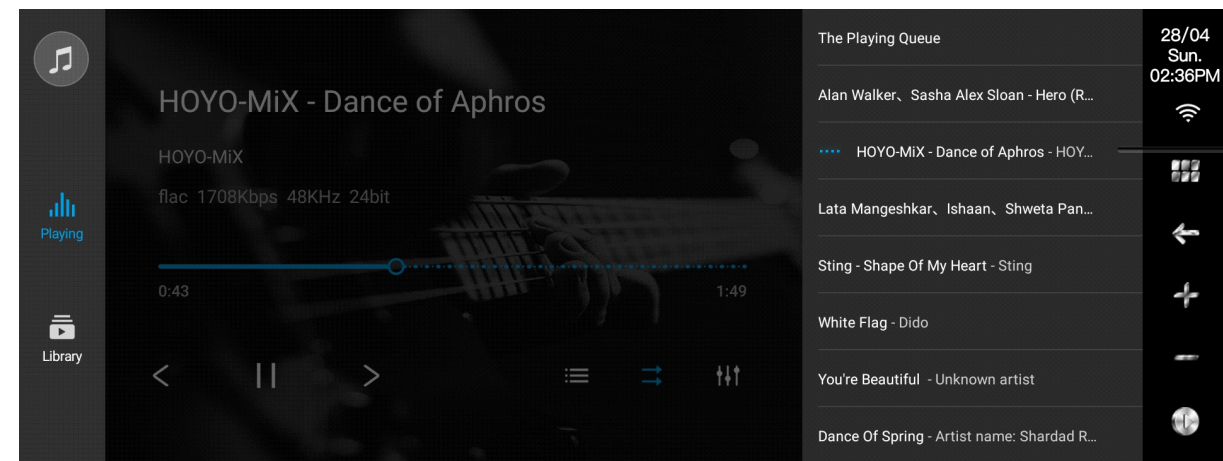 Playing
Library
HOYO-MiX - Dance of Aphros
HOYO-MiX
flac 1708Kbps 48KHz 24bit
0:43
1:49
The Playing Queue
Alan Walker、Sasha Alex Sloan - Hero (R...
HOYO-MiX - Dance of Aphros - HOY...
Lata Mangeshkar、Ishaan、Shweta Pan...
Sting - Shape Of My Heart - Sting
White Flag - Dido
You're Beautiful - Unknown artist
Dance Of Spring - Artist name: Shardad R...
28/04
Sun.
02:36PM